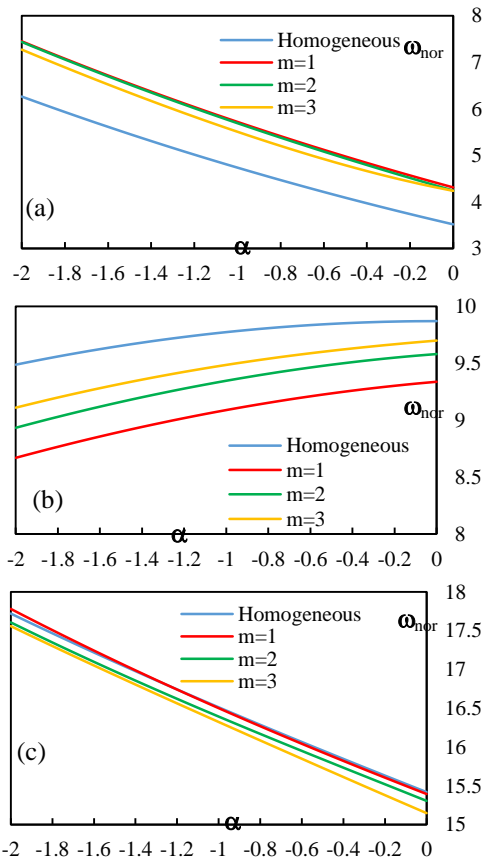 8
Homogeneous ω_nor
m=1 7
m=2
m=3 6
5
(a) 4
α 3
-2 -1.8 -1.6 -1.4 -1.2 -1 -0.8 -0.6 -0.4 -0.2 0
10
9.5
ω_nor
9
Homogeneous
m=1
m=2 8.5
(b) m=3
α 8
-2 -1.8 -1.6 -1.4 -1.2 -1 -0.8 -0.6 -0.4 -0.2 0
18
Homogeneous ω_nor
m=1 17.5
m=2
m=3 17
16.5
16
(c) 15.5
α 15
-2 -1.8 -1.6 -1.4 -1.2 -1 -0.8 -0.6 -0.4 -0.2 0